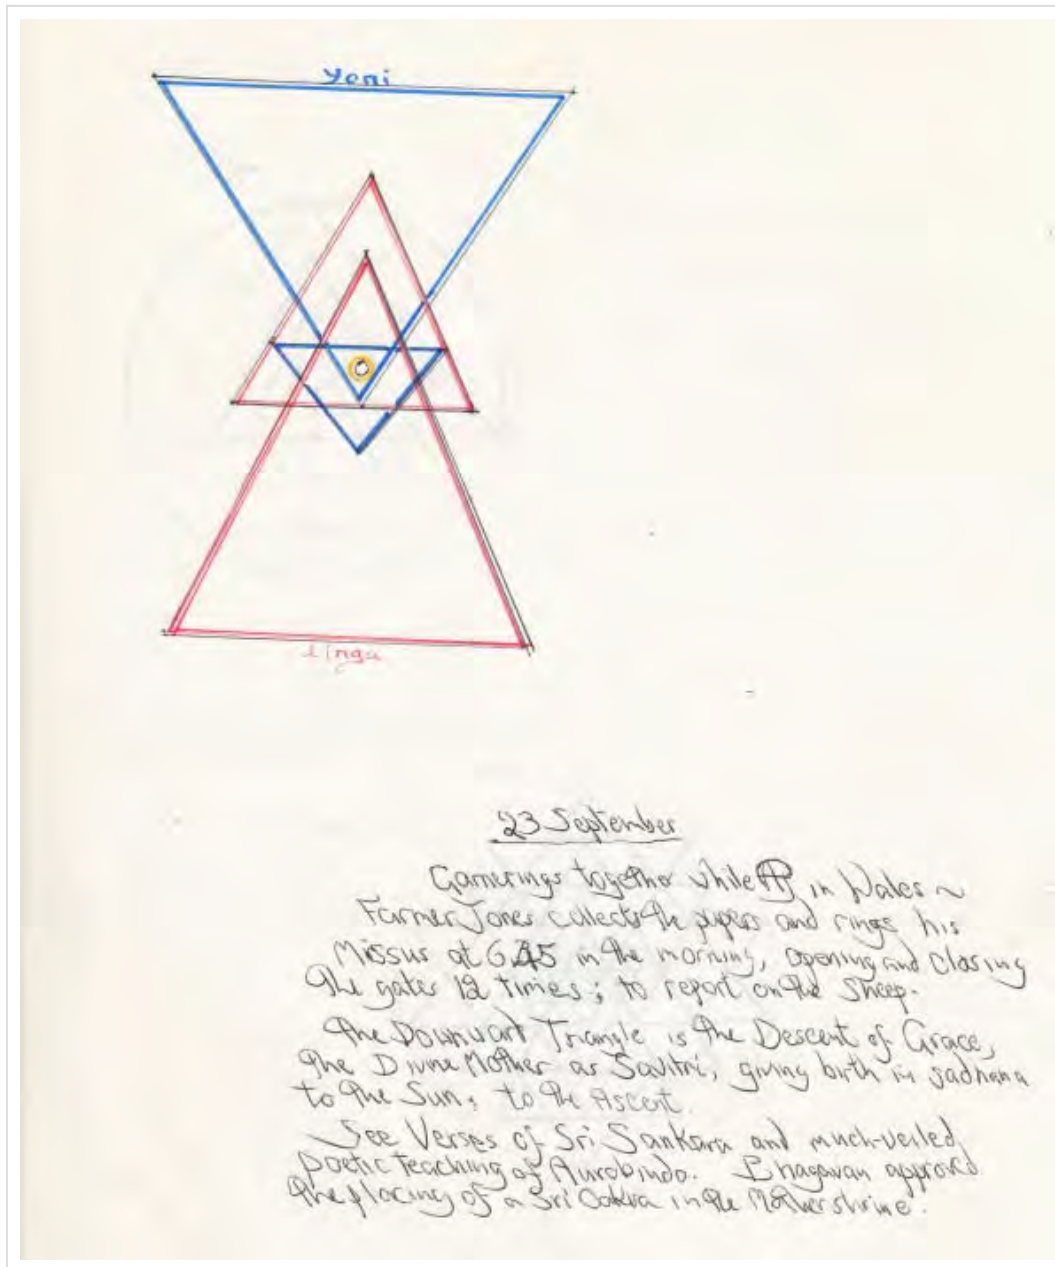 Yoni
linga
23 September
Garnerings together while in Wales ~
Farmer Jones collects the papers and rings his
Missus at 6.45 in the morning, opening and closing
the gates 12 times; to report on the sheep.
The Downward Triangle is the Descent of Grace,
the Divine Mother as Savitri, giving birth in sadhana
to the Sun, to the Ascent.
See Verses of Sri Sankara and much-veiled
poetic teaching of Aurobindo. Bhagavan approved
the placing of a Sri Cakra in the Mothershrine.